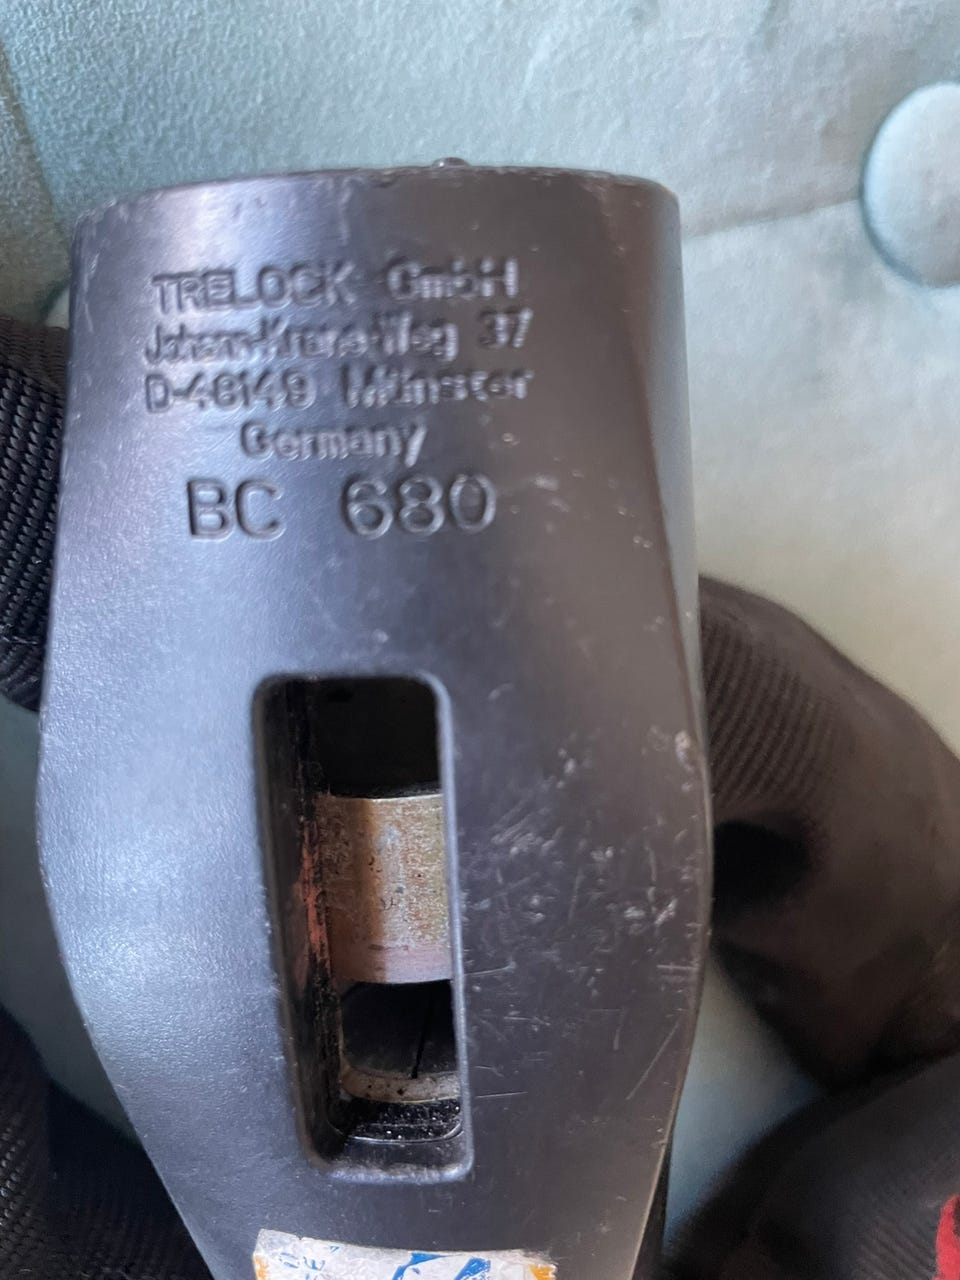 TRELOCK GmbH
Johann-Krane-Weg 37
D-48149 Münster
Germany
BC 680